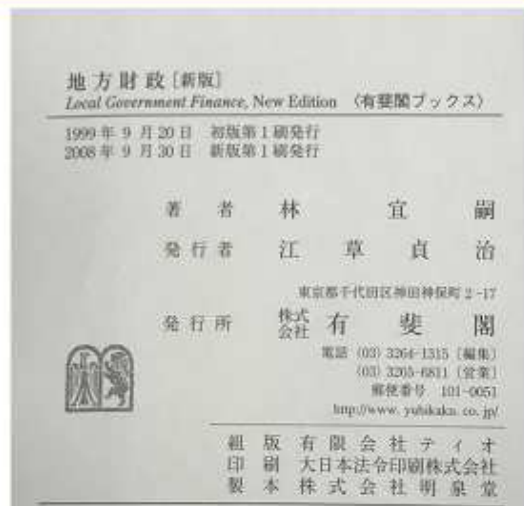 地方財政［新版］
Local Government Finance, New Edition 〈有斐閣ブックス〉
1999年9月20日 初版第1刷発行
2008年9月30日 新版第1刷発行
著者 林宜嗣
発行者 江草貞治
東京都千代田区神田神保町2-17
発行所 株式会社 有斐閣
電話 (03) 3264-1315〔編集〕
(03) 3265-6811〔営業〕
郵便番号 101-0051
http://www.yuhikaku.co.jp/
組版 有限会社ティオ
印刷 大日本法令印刷株式会社
製本 株式会社明泉堂